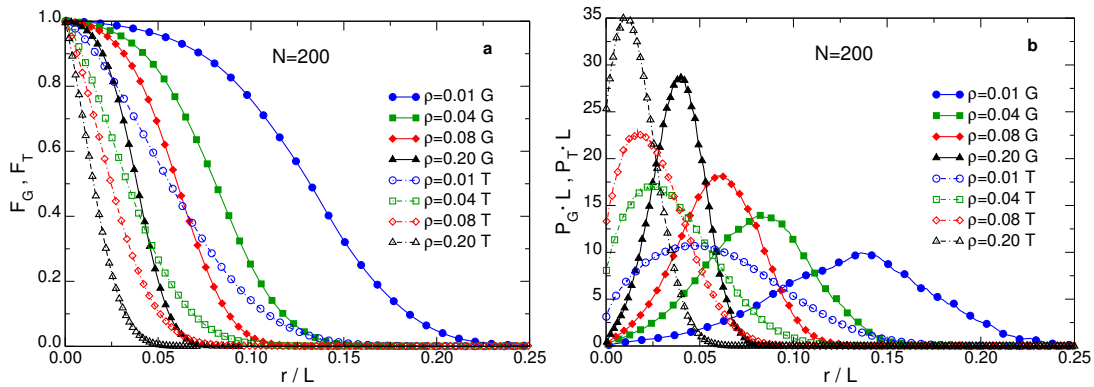 N=200
a
F_G , F_T
1.0
0.8
0.6
0.4
0.2
0.0
0.00 0.05 0.10 0.15 0.20 0.25
r / L
ρ=0.01 G
ρ=0.04 G
ρ=0.08 G
ρ=0.20 G
ρ=0.01 T
ρ=0.04 T
ρ=0.08 T
ρ=0.20 T
N=200
b
P_G· L , P_T· L
35
30
25
20
15
10
5
0
0.00 0.05 0.10 0.15 0.20 0.25
r / L
ρ=0.01 G
ρ=0.04 G
ρ=0.08 G
ρ=0.20 G
ρ=0.01 T
ρ=0.04 T
ρ=0.08 T
ρ=0.20 T